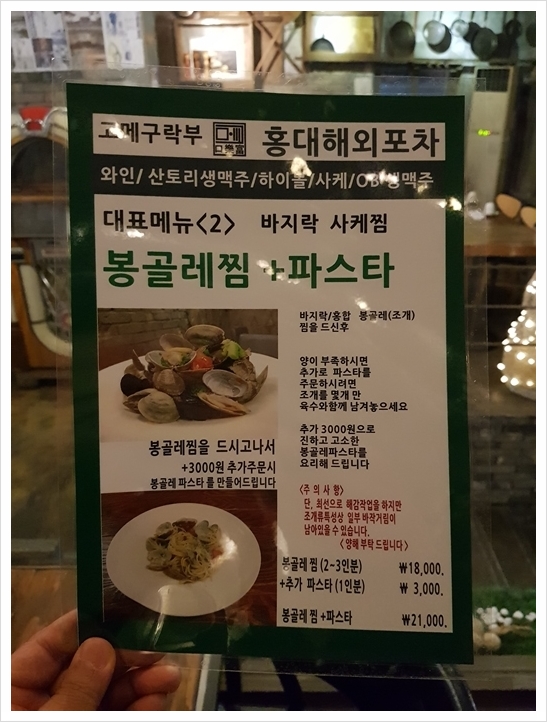 고메구락부 고메 口樂富 홍대해외포차
와인/ 산토리생맥주/하이볼/사케/OB 생맥주
대표메뉴<2> 바지락 사케찜
봉골레찜 +파스타
바지락/홍합 봉골레(조개)
찜을 드신후
양이 부족하시면
추가로 파스타를
주문하시려면
조개를 몇개 만
육수와함께 남겨놓으세요
추가 3000원으로
진하고 고소한
봉골레파스타를
요리해 드립니다
봉골레찜을 드시고나서
+3000원 추가주문시
봉골레 파스타를 만들어드립니다
<주 의 사 항>
단, 최선으로 해감작업을 하지만
조개류특성상 일부 바작거림이
남아있을 수 있습니다.
<양해 부탁 드립니다>
봉골레 찜 (2~3인분) ₩18,000.
+추가 파스타 (1인분) ₩ 3,000.
봉골레 찜 +파스타 ₩21,000.